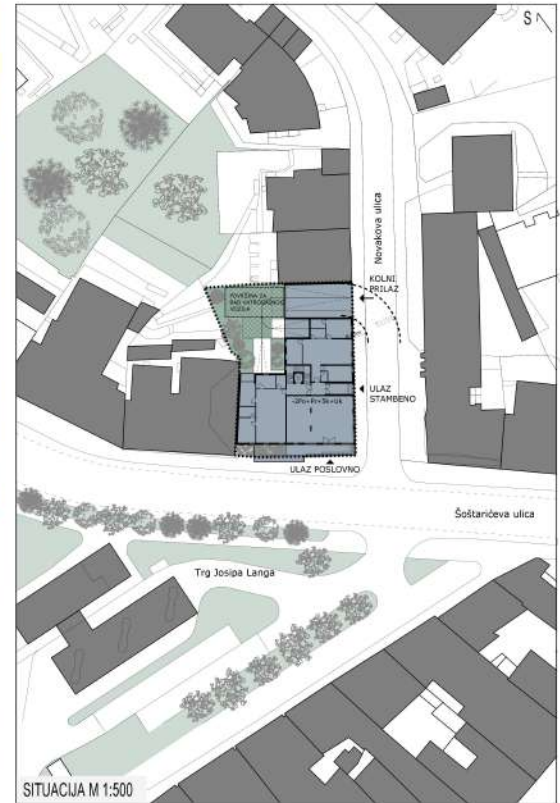 S
Novakova ulica
KOLNI
PRILAZ
POVRŠINA ZA
RAD VATROGASNOG
VOZILA
ULAZ
STAMBENO
ULAZ POSLOVNO
Šoštarićeva ulica
Trg Josipa Langa
SITUACIJA M 1:500